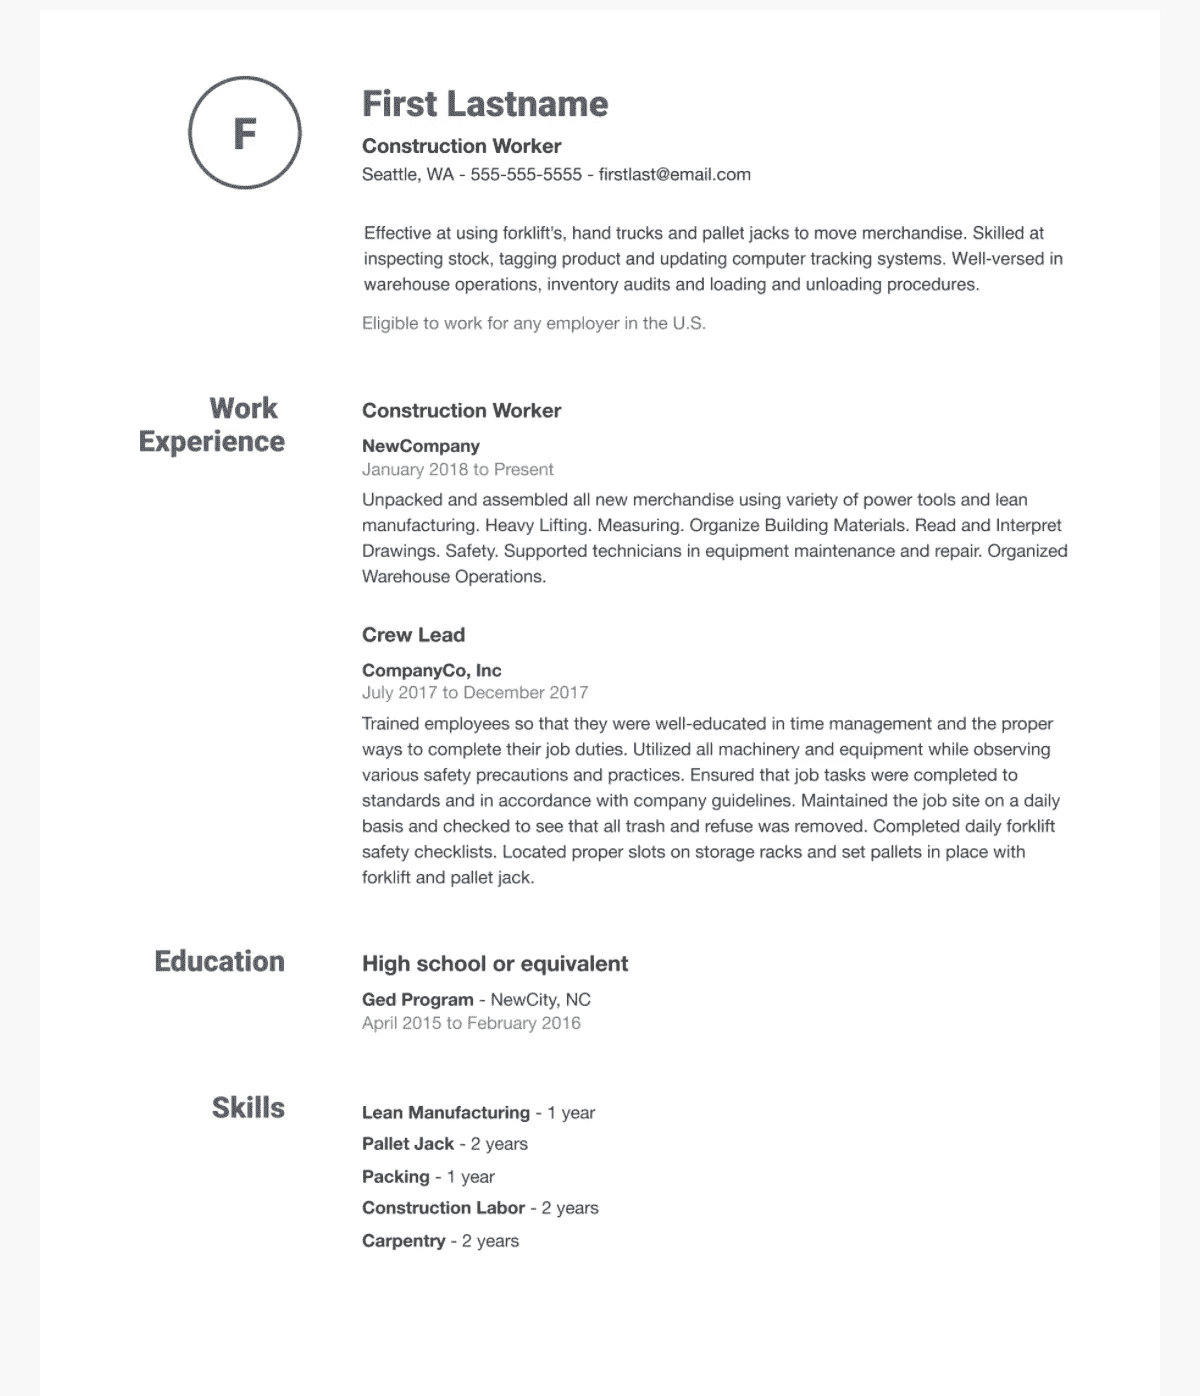 F
First Lastname
Construction Worker
Seattle, WA - 555-555-5555 - firstlast@email.com
Effective at using forklift's, hand trucks and pallet jacks to move merchandise. Skilled at
inspecting stock, tagging product and updating computer tracking systems. Well-versed in
warehouse operations, inventory audits and loading and unloading procedures.
Eligible to work for any employer in the U.S.
Work
Experience
Construction Worker
NewCompany
January 2018 to Present
Unpacked and assembled all new merchandise using variety of power tools and lean
manufacturing. Heavy Lifting. Measuring. Organize Building Materials. Read and Interpret
Drawings. Safety. Supported technicians in equipment maintenance and repair. Organized
Warehouse Operations.
Crew Lead
CompanyCo, Inc
July 2017 to December 2017
Trained employees so that they were well-educated in time management and the proper
ways to complete their job duties. Utilized all machinery and equipment while observing
various safety precautions and practices. Ensured that job tasks were completed to
standards and in accordance with company guidelines. Maintained the job site on a daily
basis and checked to see that all trash and refuse was removed. Completed daily forklift
safety checklists. Located proper slots on storage racks and set pallets in place with
forklift and pallet jack.
Education
High school or equivalent
Ged Program - NewCity, NC
April 2015 to February 2016
Skills
Lean Manufacturing - 1 year
Pallet Jack - 2 years
Packing - 1 year
Construction Labor - 2 years
Carpentry - 2 years